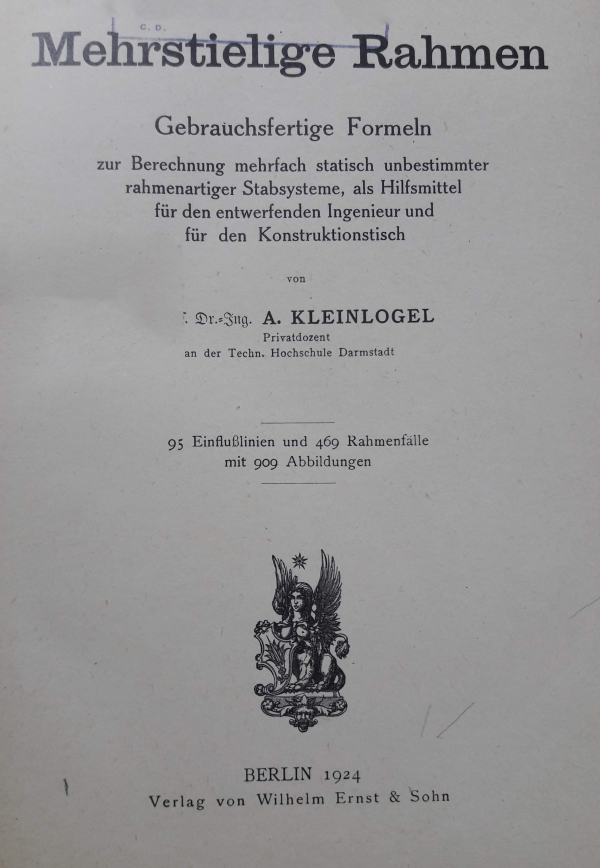 C. D.
Mehrstielige Rahmen
Gebrauchsfertige Formeln
zur Berechnung mehrfach statisch unbestimmter
rahmenartiger Stabsysteme, als Hilfsmittel
für den entwerfenden Ingenieur und
für den Konstruktionstisch
von
Dr.=Ing. A. KLEINLOGEL
Privatdozent
an der Techn. Hochschule Darmstadt
95 Einflußlinien und 469 Rahmenfälle
mit 909 Abbildungen
BERLIN 1924
Verlag von Wilhelm Ernst & Sohn